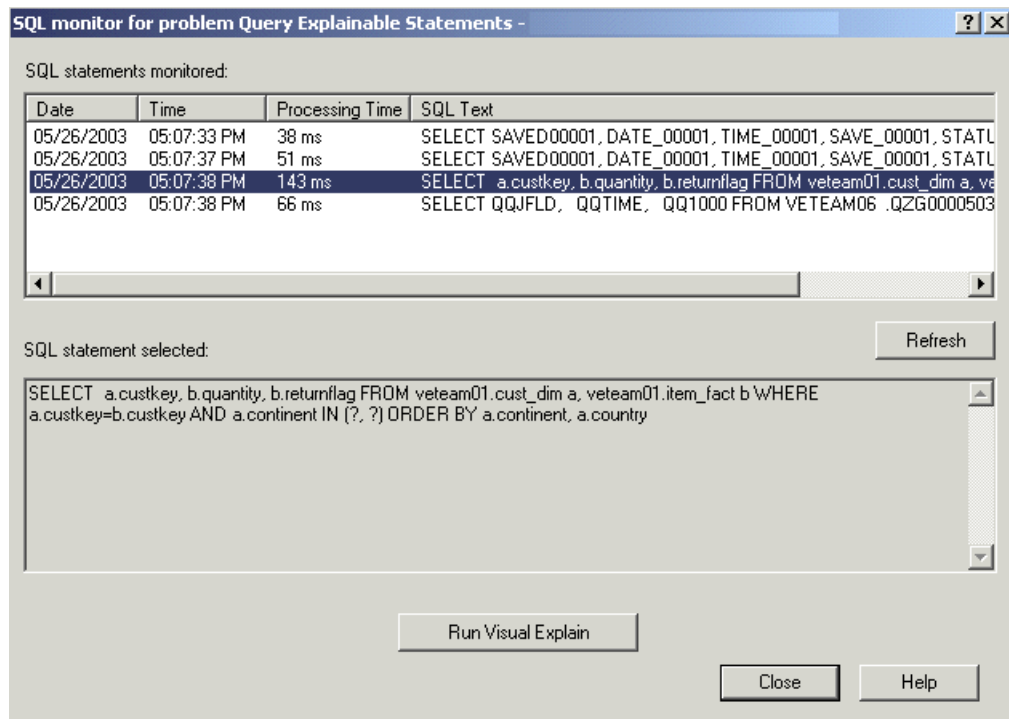 SQL monitor for problem Query Explainable Statements -
SQL statements monitored:
Date Time Processing Time SQL Text
05/26/2003 05:07:33 PM 38 ms SELECT SAVED00001, DATE_00001, TIME_00001, SAVE_00001, STATU
05/26/2003 05:07:37 PM 51 ms SELECT SAVED00001, DATE_00001, TIME_00001, SAVE_00001, STATU
05/26/2003 05:07:38 PM 143 ms SELECT a.custkey, b.quantity, b.returnflag FROM veteam01.cust_dim a, ve
05/26/2003 05:07:38 PM 66 ms SELECT QQJFLD, QQTIME, QQ1000 FROM VETEAM06 .QZG0000503
Refresh
SQL statement selected:
SELECT a.custkey, b.quantity, b.returnflag FROM veteam01.cust_dim a, veteam01.item_fact b WHERE
a.custkey=b.custkey AND a.continent IN (?, ?) ORDER BY a.continent, a.country
Run Visual Explain
Close Help